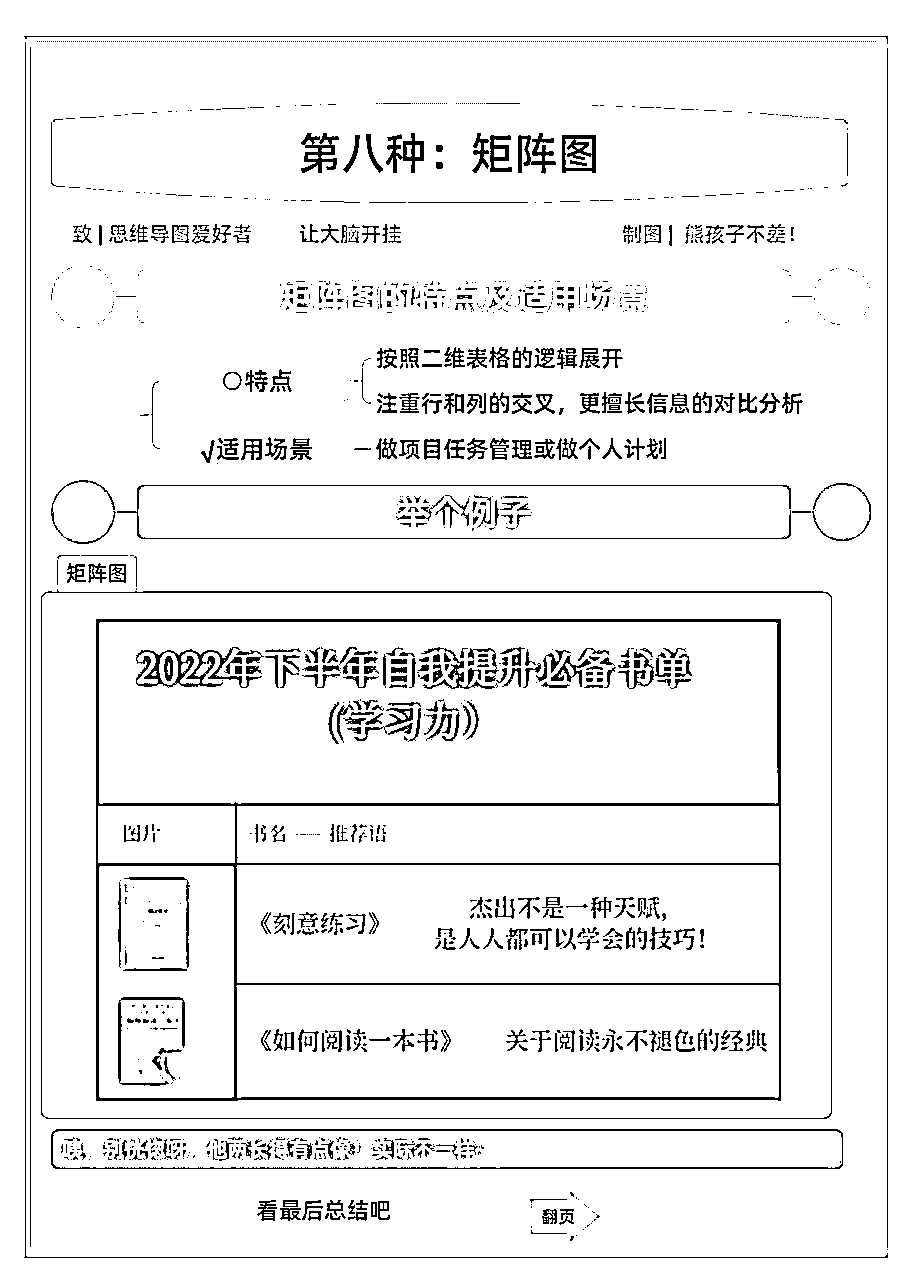 第八种：矩阵图
致 | 思维导图爱好者 让大脑开挂 制图 | 熊孩子不差！
矩阵图的特点及适用场景
按照二维表格的逻辑展开
○特点
注重行和列的交叉，更擅长信息的对比分析
√适用场景 一做项目任务管理或做个人计划
举个例子
矩阵图
2022年下半年自我提升必备书单
(学习力）
图片 书名 — 推荐语
《刻意练习》 杰出不是一种天赋，
是人人都可以学会的技巧！
《如何阅读一本书》 关于阅读永不褪色的经典
他两长得有点像！实际不一样~
看最后总结吧 翻页